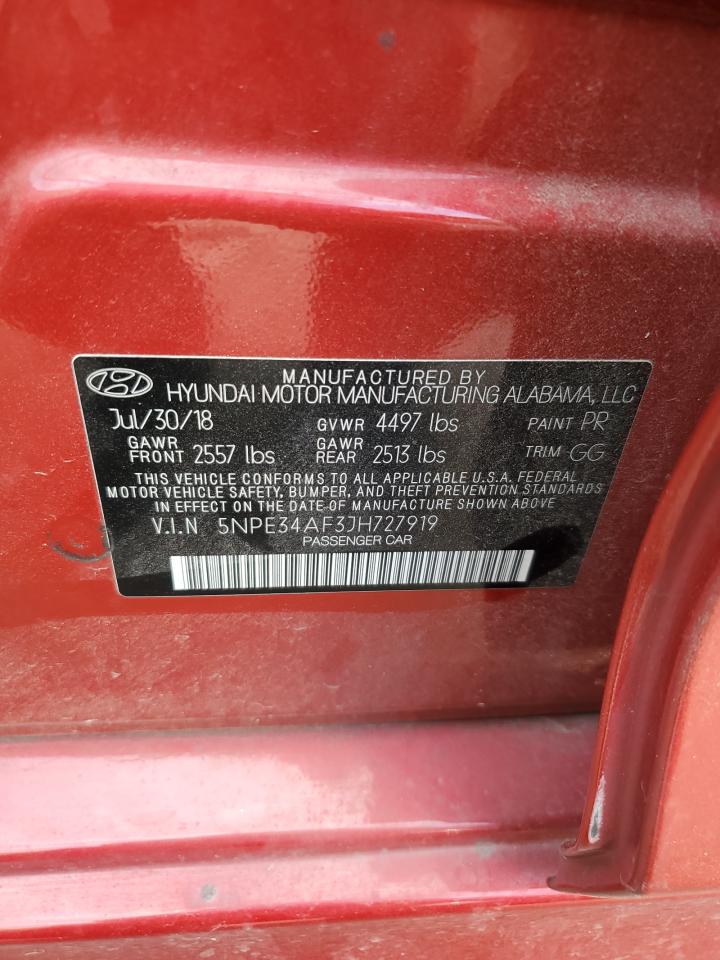 MANUFACTURED BY
HYUNDAI MOTOR MANUFACTURING ALABAMA, LLC
Jul/30/18 GVWR 4497 lbs PAINT PR
GAWR FRONT 2557 lbs GAWR REAR 2513 lbs TRIM GG
THIS VEHICLE CONFORMS TO ALL APPLICABLE U.S.A. FEDERAL
MOTOR VEHICLE SAFETY, BUMPER, AND THEFT PREVENTION STANDARDS
IN EFFECT ON THE DATE OF MANUFACTURE SHOWN ABOVE
V.I.N 5NPE34AF3JH727919
PASSENGER CAR